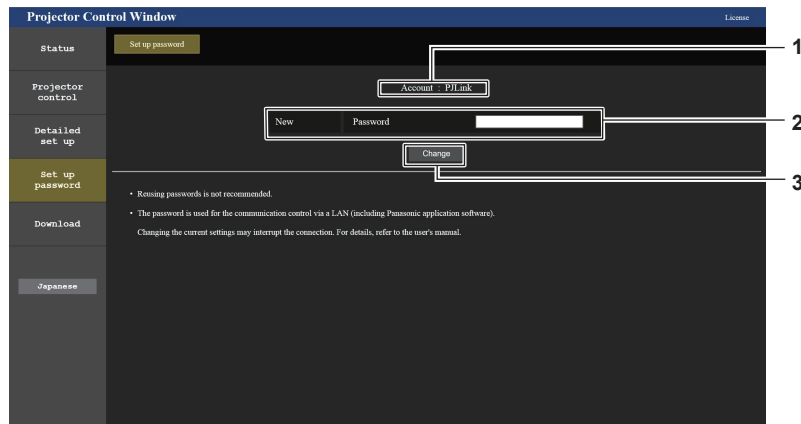 Projector Control Window
License
Status
Set up password
1
Projector
control
Account : PJLink
New
Password
2
Detailed
set up
Change
3
Set up
password
• Reusing passwords is not recommended.
• The password is used for the communication control via a LAN (including Panasonic application software).
Changing the current settings may interrupt the connection. For details, refer to the user's manual.
Download
Japanese